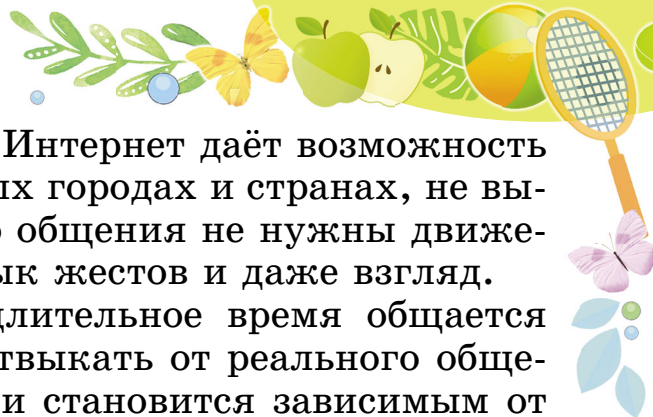 Интернет даёт возможность
ых городах и странах, не вы-
общения не нужны движе-
ык жестов и даже взгляд.
длительное время общается
твыкать от реального обще-
и становится зависимым от